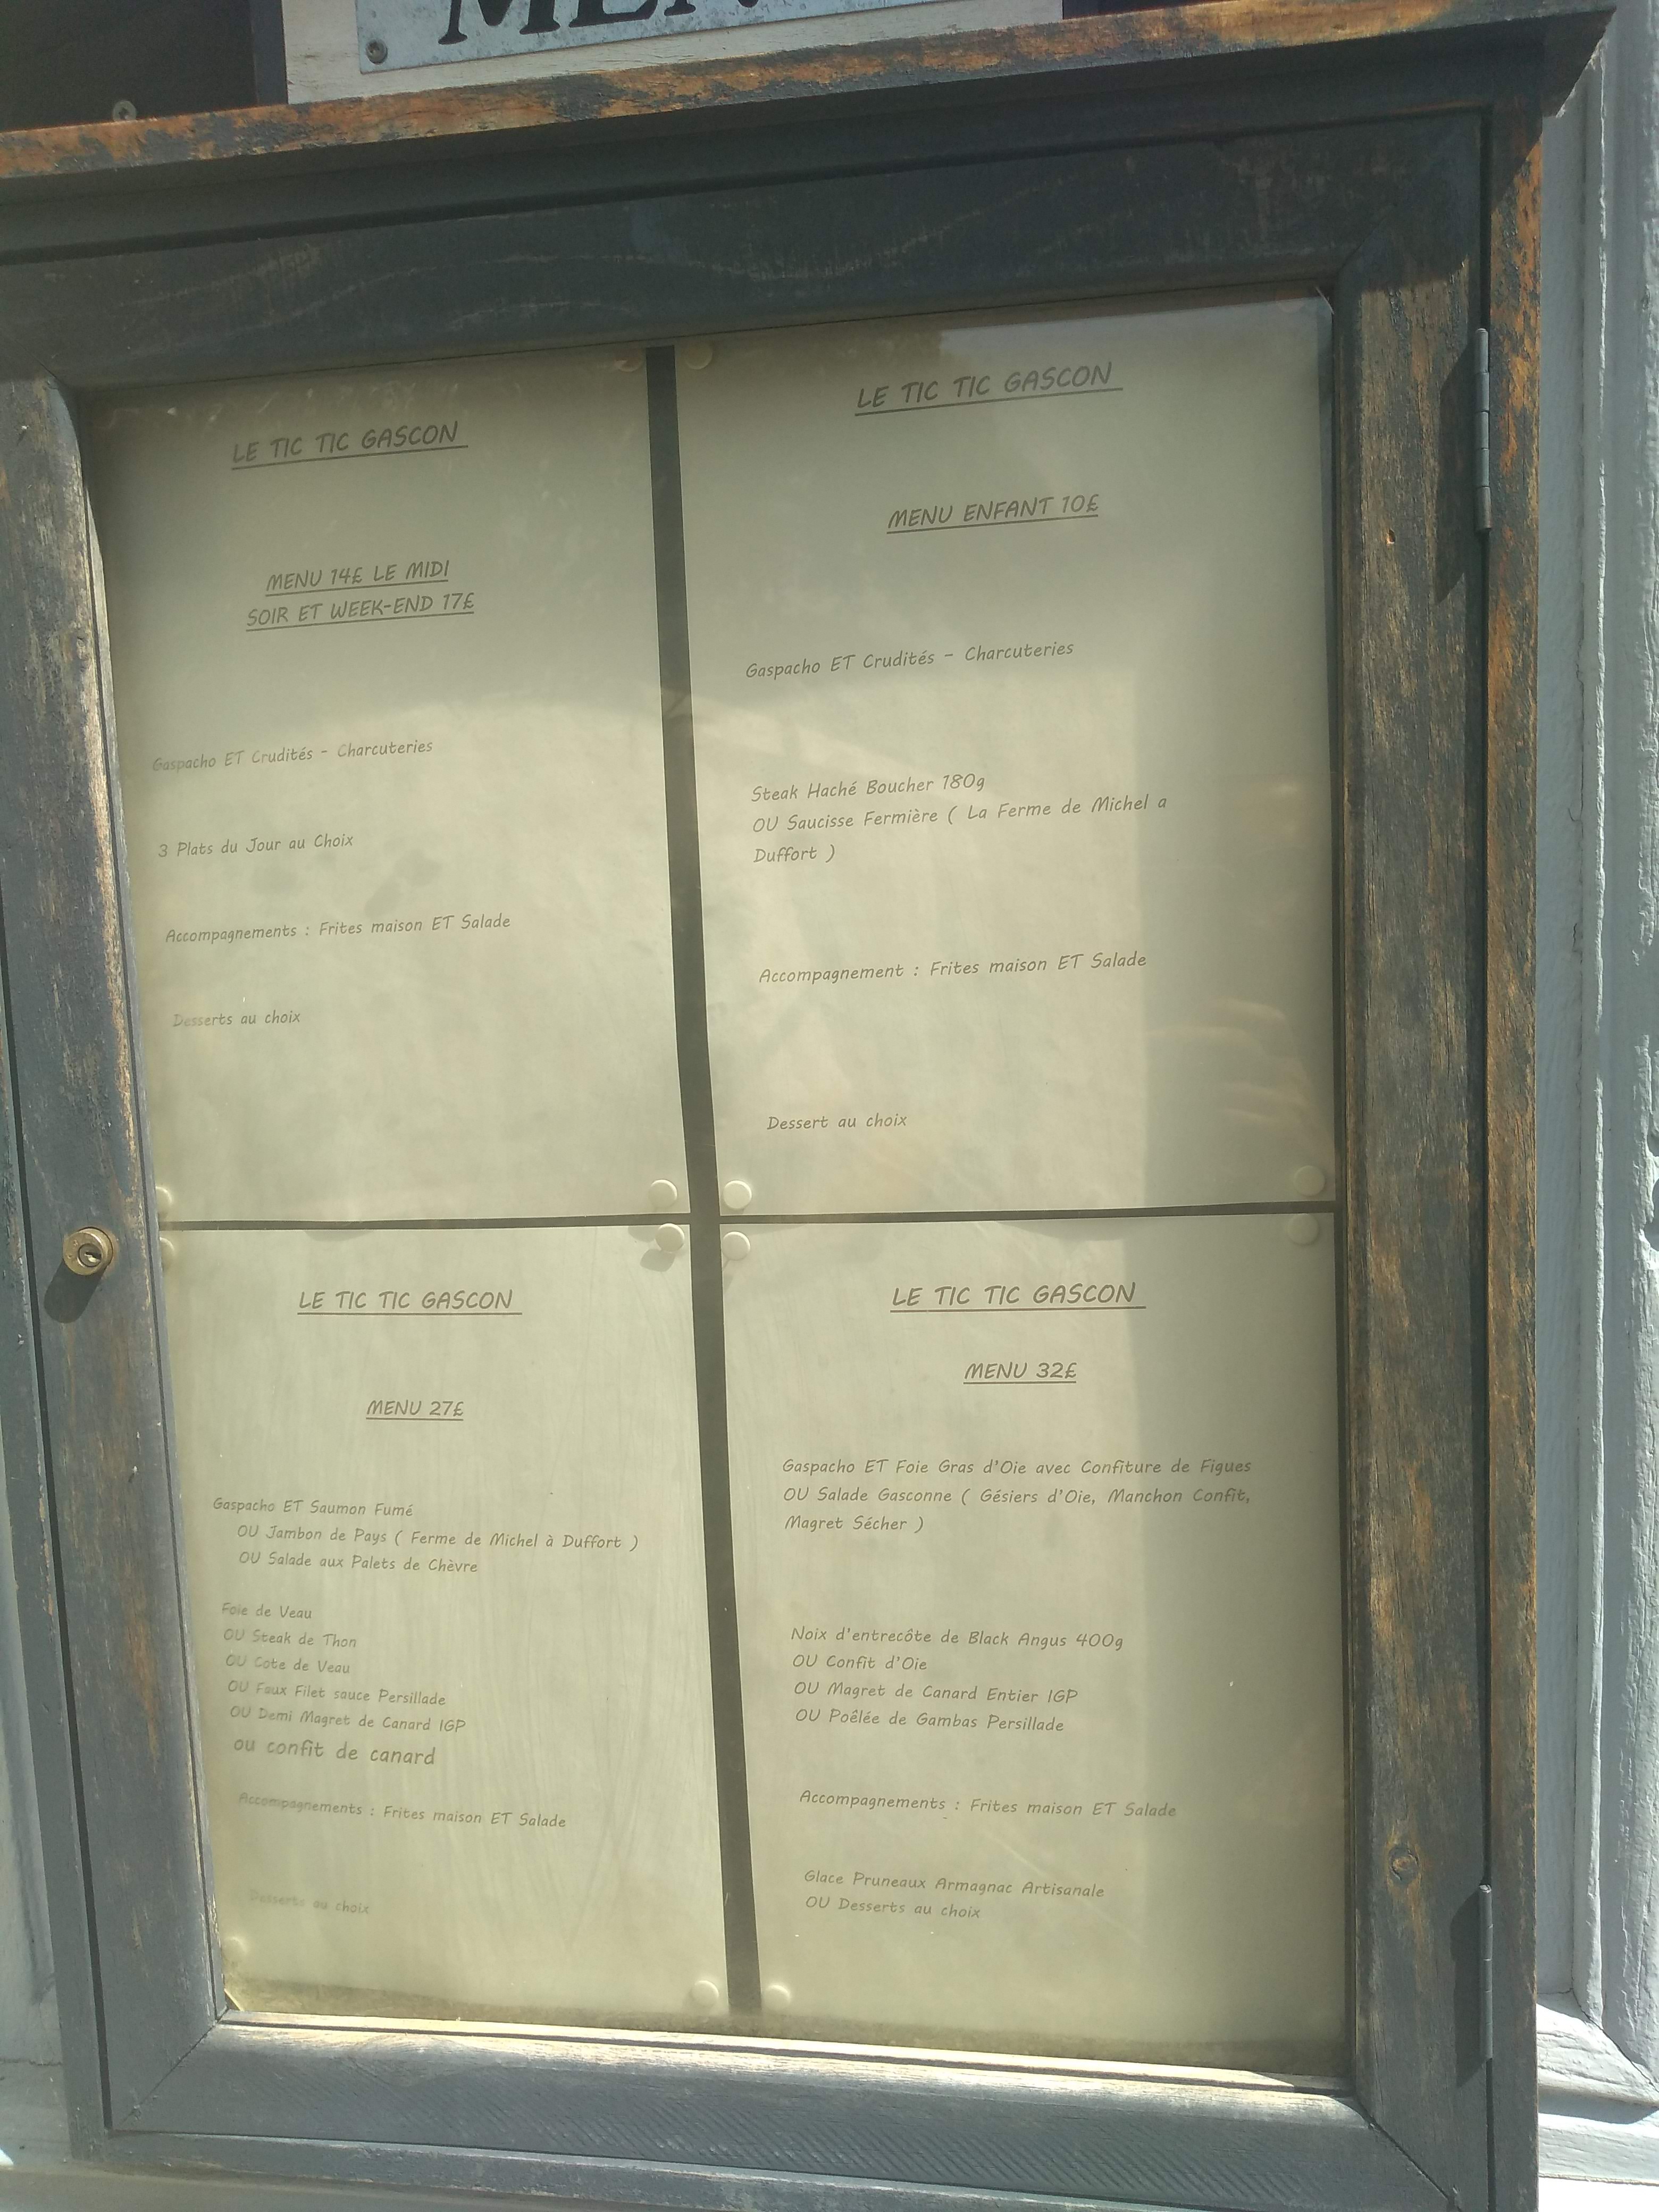 LE TIC TIC GASCON
MENU 14£ LE MIDI
SOIR ET WEEK-END 17£
Gaspacho ET Crudités - Charcuteries
3 Plats du Jour au Choix
Accompagnements : Frites maison ET Salade
Desserts au choix
LE TIC TIC GASCON
MENU ENFANT 10£
Gaspacho ET Crudités - Charcuteries
Steak Haché Boucher 180g
OU Saucisse Fermière ( La Ferme de Michel a
Duffort )
Accompagnement : Frites maison ET Salade
Dessert au choix
LE TIC TIC GASCON
MENU 27£
Gaspacho ET Saumon Fumé
OU Jambon de Pays ( Ferme de Michel à Duffort )
OU Salade aux Palets de Chèvre
Foie de Veau
OU Steak de Thon
OU Cote de Veau
OU Faux Filet sauce Persillade
OU Demi Magret de Canard IGP
ou confit de canard
Accompagnements : Frites maison ET Salade
Desserts au choix
LE TIC TIC GASCON
MENU 32£
Gaspacho ET Foie Gras d'Oie avec Confiture de Figues
OU Salade Gasconne ( Gésiers d'Oie, Manchon Confit,
Magret Sécher )
Noix d'entrecôte de Black Angus 400g
OU Confit d'Oie
OU Magret de Canard Entier IGP
OU Poêlée de Gambas Persillade
Accompagnements : Frites maison ET Salade
Glace Pruneaux Armagnac Artisanale
OU Desserts au choix